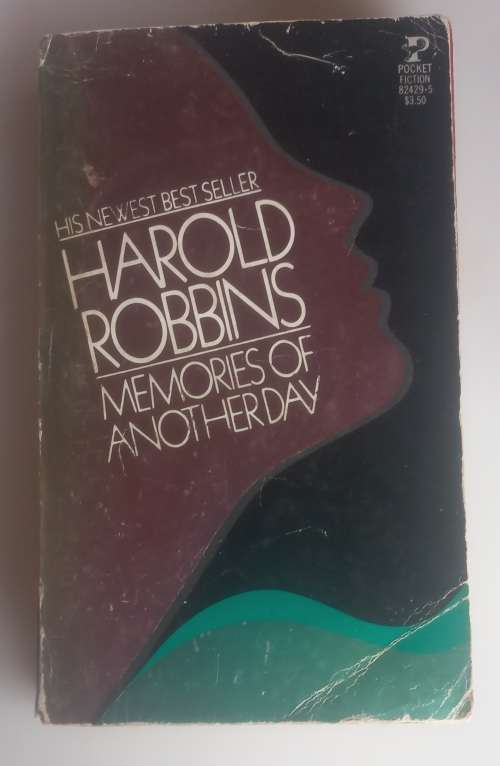 P
POCKET
FICTION
82429-5
$3.50
HIS NEWEST BEST SELLER
HAROLD
ROBBINS
MEMORIES OF
ANOTHER DAY